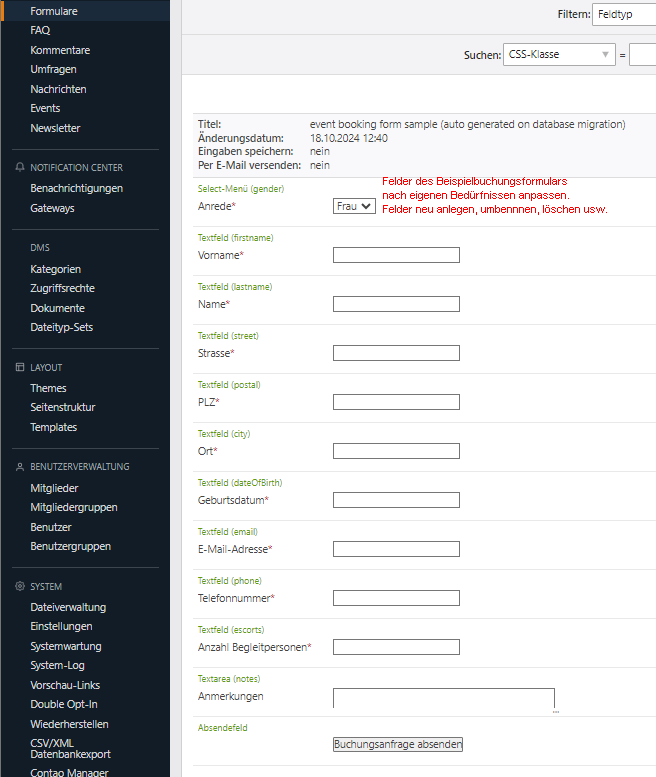 Formulare
FAQ
Kommentare
Umfragen
Nachrichten
Events
Newsletter
NOTIFICATION CENTER
Benachrichtigungen
Gateways
DMS
Kategorien
Zugriffsrechte
Dokumente
Dateityp-Sets
LAYOUT
Themes
Seitenstruktur
Templates
BENUTZERVERWALTUNG
Mitglieder
Mitgliedergruppen
Benutzer
Benutzergruppen
SYSTEM
Dateiverwaltung
Einstellungen
Systemwartung
System-Log
Vorschau-Links
Double Opt-In
Wiederherstellen
CSV/XML
Datenbankexport
Contao Manager
Filtern: Feldtyp
Suchen: CSS-Klasse =
Titel: event booking form sample (auto generated on database migration)
Änderungsdatum: 18.10.2024 12:40
Eingaben speichern: nein
Per E-Mail versenden: nein
Select-Menü (gender)
Anrede* Frau
Felder des Beispielbuchungsformulars
nach eigenen Bedürfnissen anpassen.
Felder neu anlegen, umbennnen, löschen usw.
Textfeld (firstname)
Vorname*
Textfeld (lastname)
Name*
Textfeld (street)
Strasse*
Textfeld (postal)
PLZ*
Textfeld (city)
Ort*
Textfeld (dateOfBirth)
Geburtsdatum*
Textfeld (email)
E-Mail-Adresse*
Textfeld (phone)
Telefonnummer*
Textfeld (escorts)
Anzahl Begleitpersonen*
Textarea (notes)
Anmerkungen
Absendefeld
Buchungsanfrage absenden